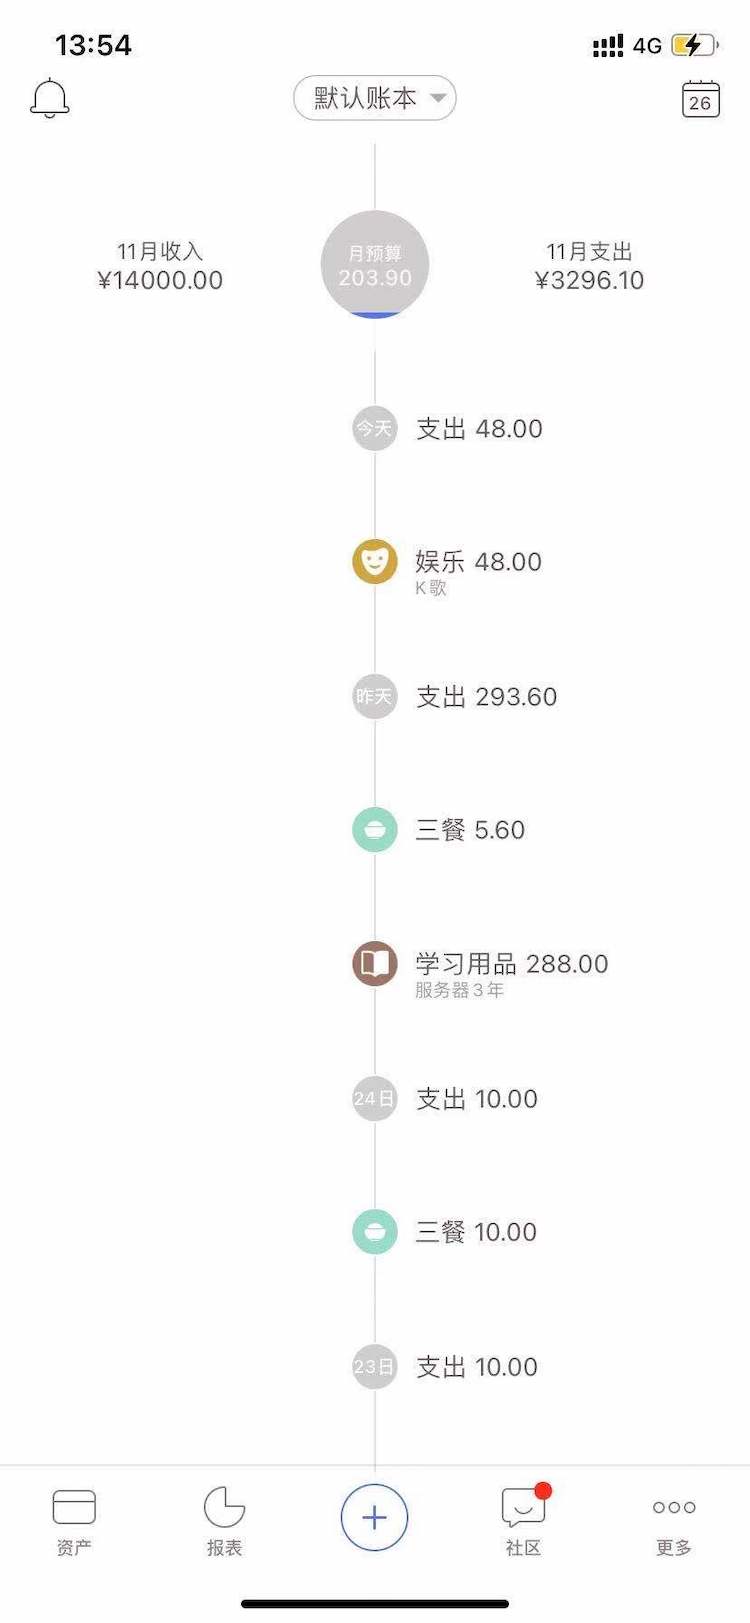 13:54
4G
默认账本
26
11月收入
¥14000.00
月预算
203.90
11月支出
¥3296.10
今天
支出 48.00
娱乐 48.00
K歌
昨天
支出 293.60
三餐 5.60
学习用品 288.00
服务器3年
24日
支出 10.00
三餐 10.00
23日
支出 10.00
资产
报表
社区
更多